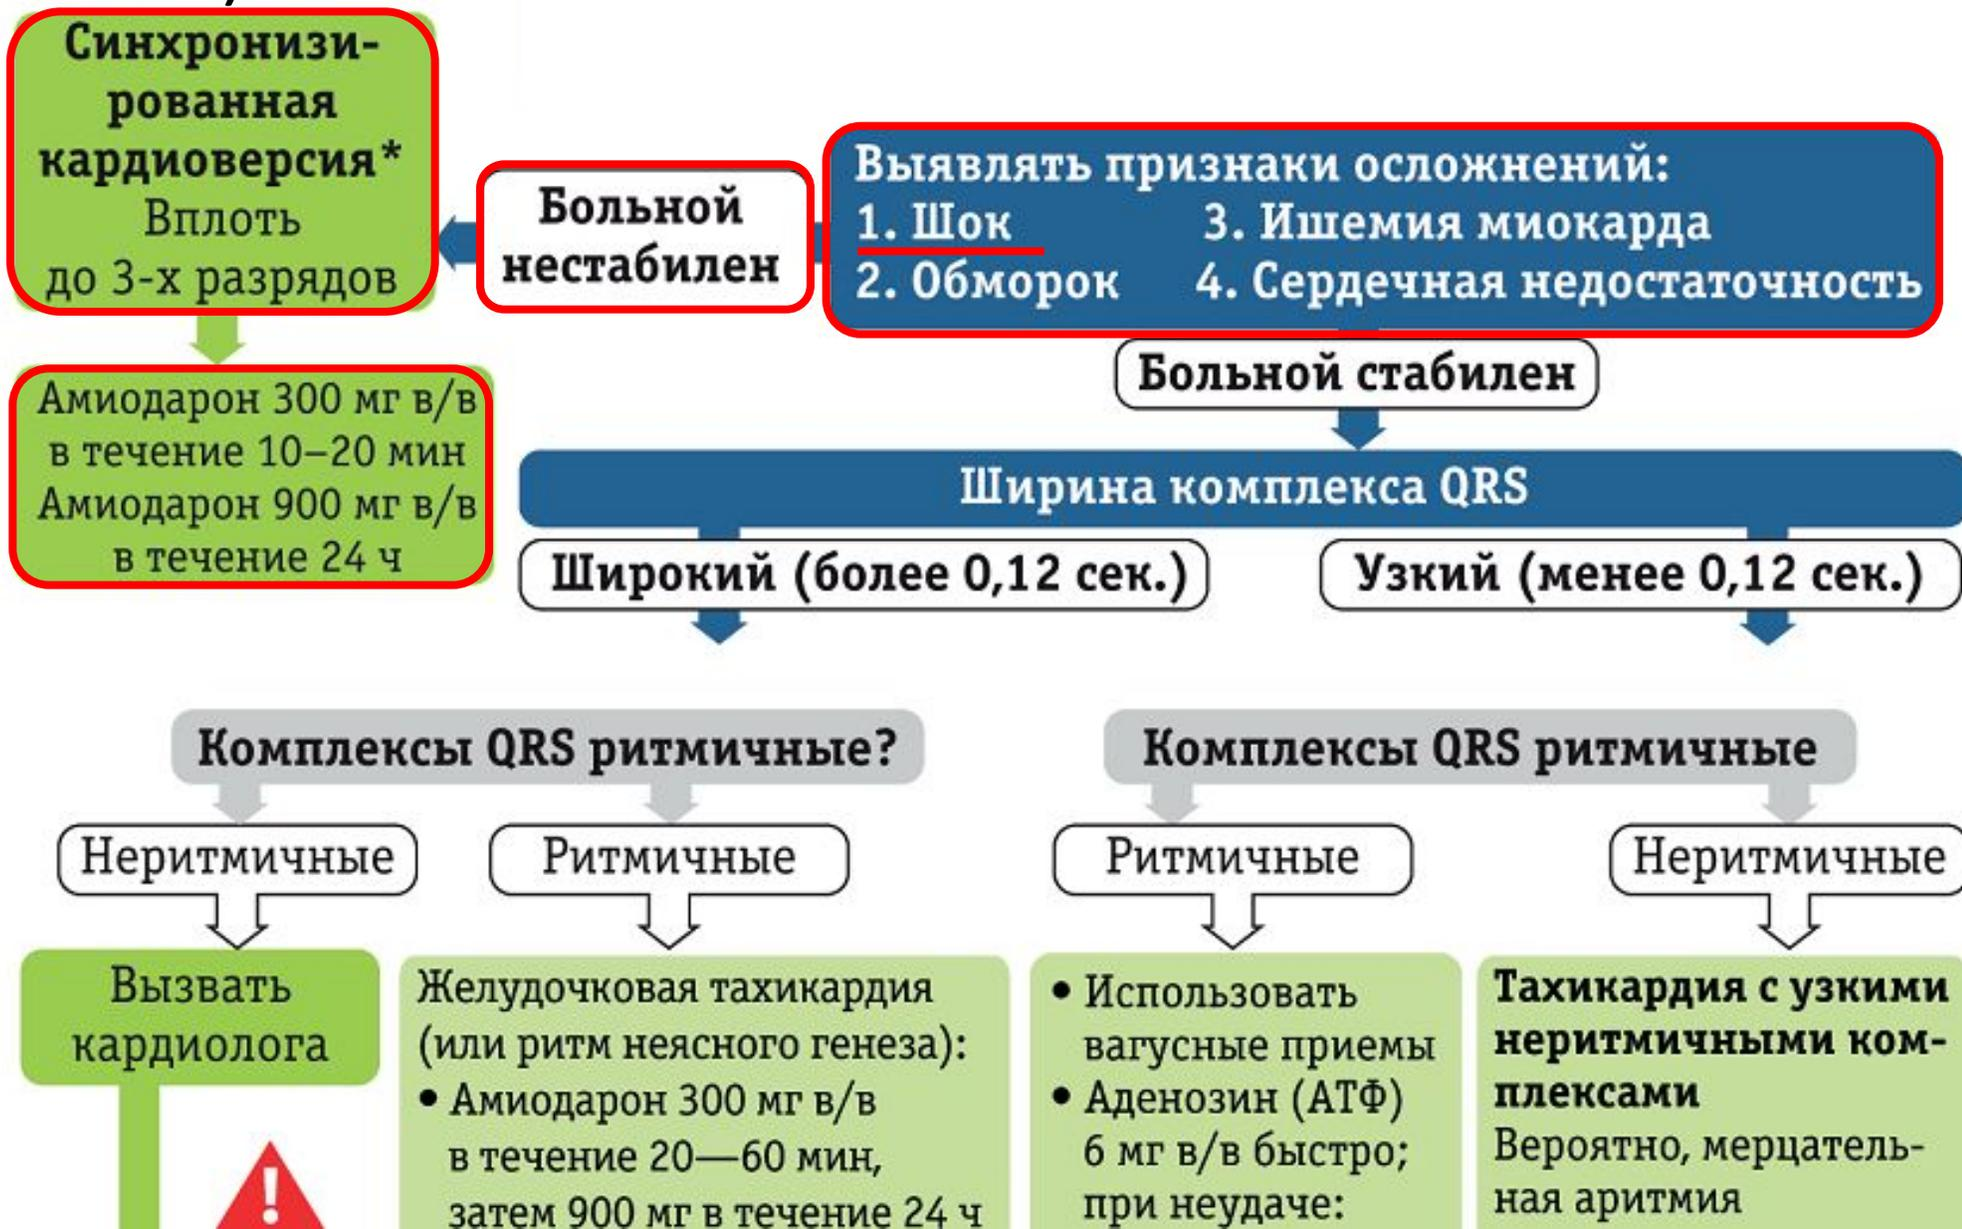 Синхронизи-
рованная
кардиоверсия*
Вплоть
до 3-х разрядов
Больной
нестабилен
Выявлять признаки осложнений:
1. Шок
3. Ишемия миокарда
2. Обморок
4. Сердечная недостаточность
Амиодарон 300 мг в/в
в течение 10–20 мин
Амиодарон 900 мг в/в
в течение 24 ч
Больной стабилен
Ширина комплекса QRS
Широкий (более 0,12 сек.)
Узкий (менее 0,12 сек.)
Комплексы QRS ритмичные?
Комплексы QRS ритмичные
Неритмичные
Ритмичные
Ритмичные
Неритмичные
Вызвать
кардиолога
!
Желудочковая тахикардия
(или ритм неясного генеза):
• Амиодарон 300 мг в/в
в течение 20—60 мин,
затем 900 мг в течение 24 ч
• Использовать
вагусные приемы
• Аденозин (АТФ)
6 мг в/в быстро;
при неудаче:
Тахикардия с узкими
неритмичными ком-
плексами
Вероятно, мерцатель-
ная аритмия